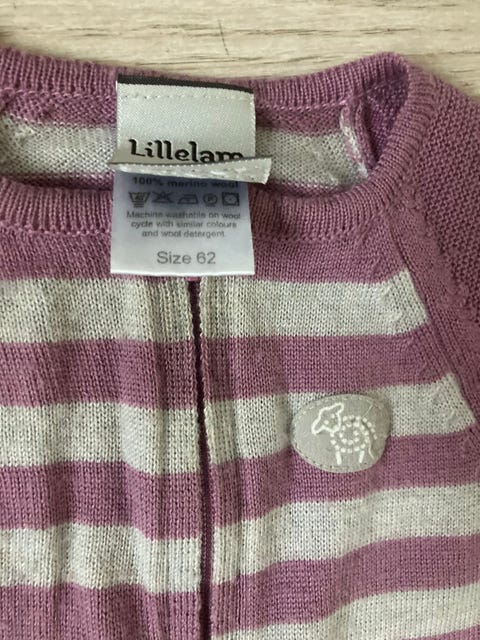 Lillelam
100% merino wool
Machine washable on wool
cycle with similar colours
and wool detergent
Size 62